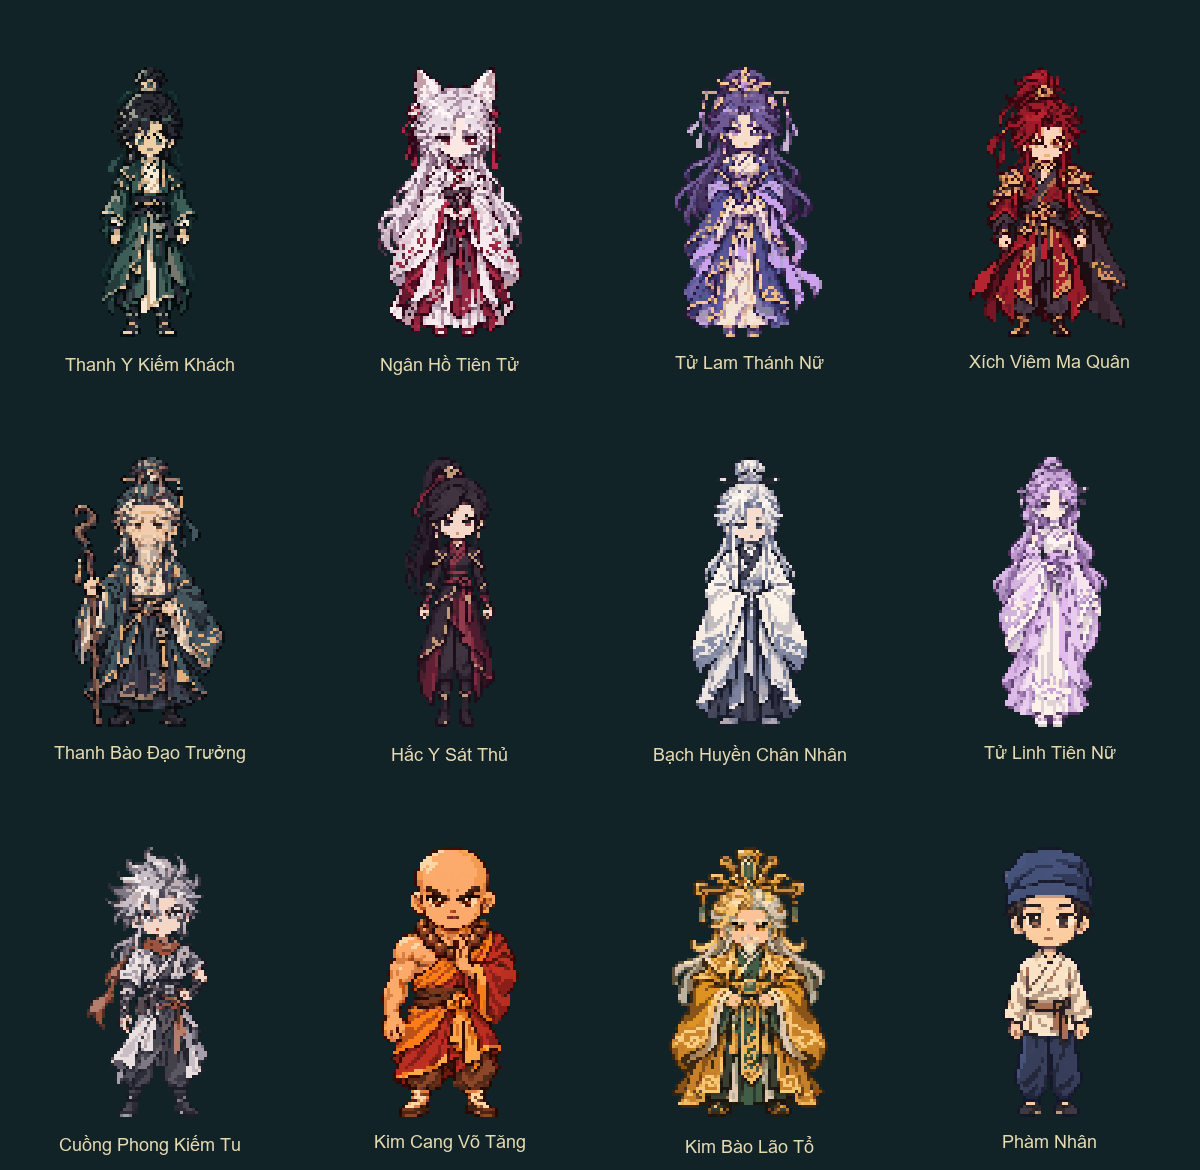 Thanh Y Kiếm Khách
Ngân Hồ Tiên Tử
Tử Lam Thánh Nữ
Xích Viêm Ma Quân
Thanh Bào Đạo Trưởng
Hắc Y Sát Thủ
Bạch Huyền Chân Nhân
Tử Linh Tiên Nữ
Cuồng Phong Kiếm Tu
Kim Cang Võ Tăng
Kim Bào Lão Tổ
Phàm Nhân